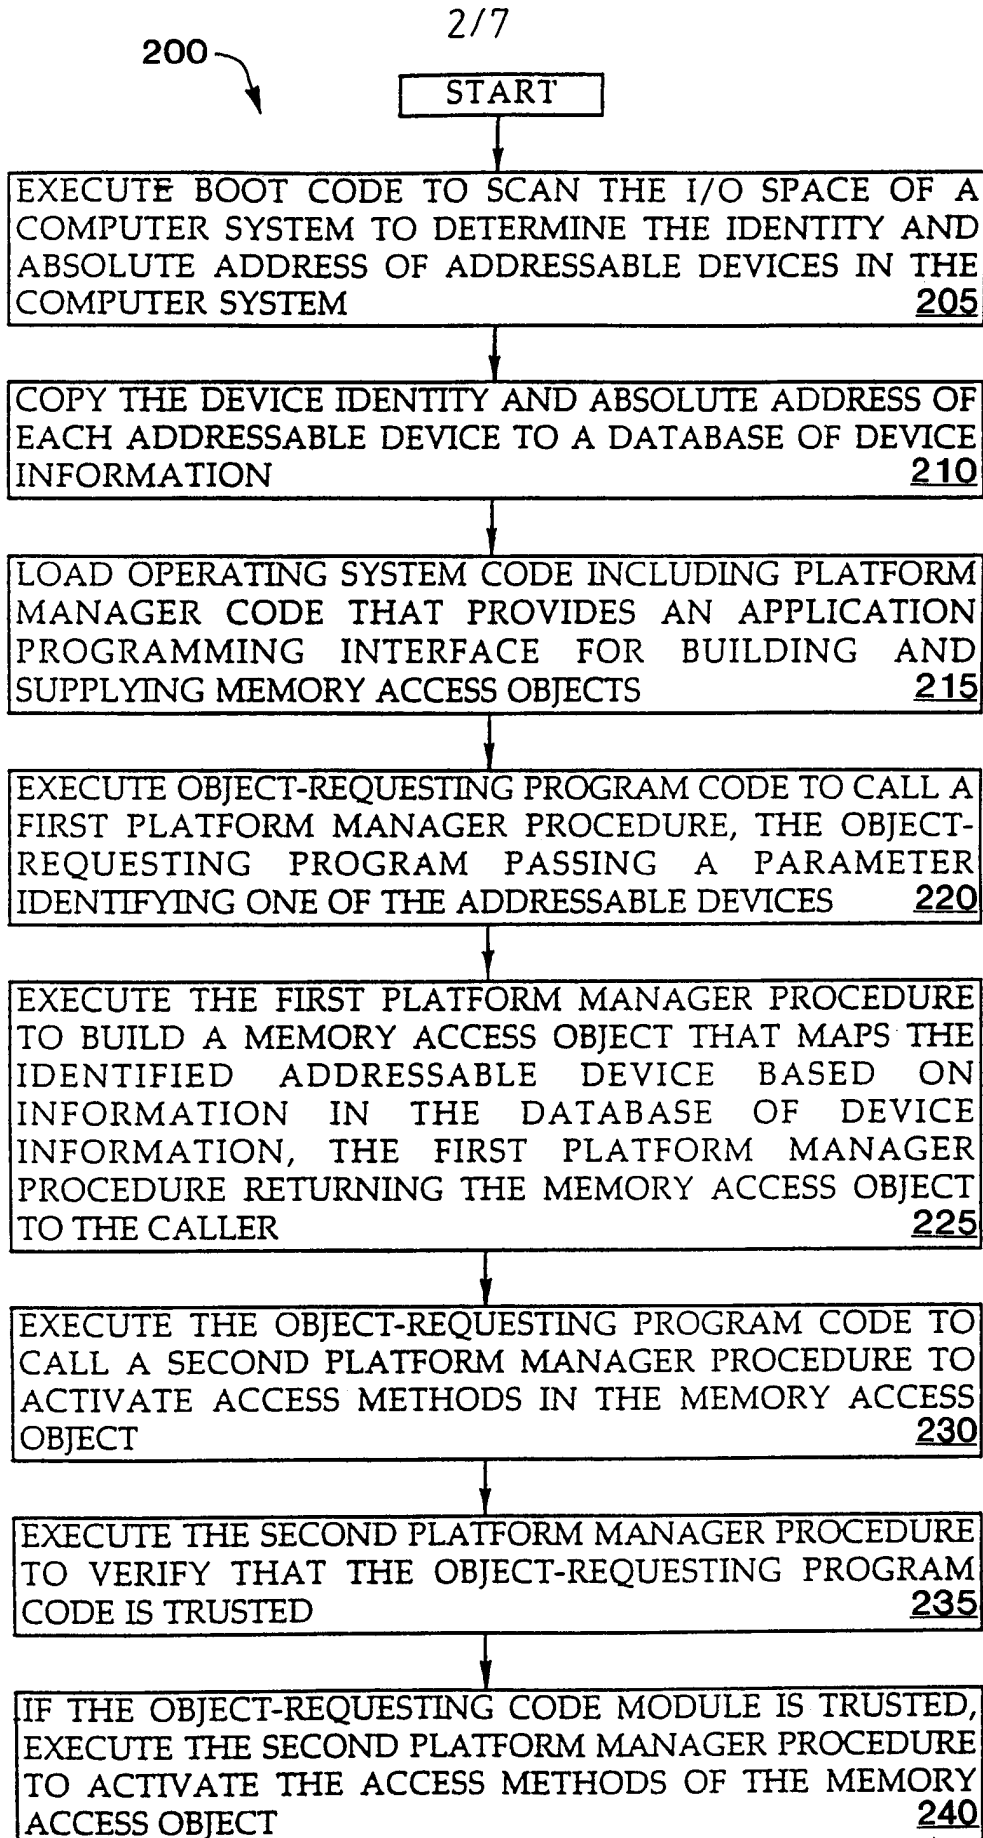 2/7
200
START
EXECUTE BOOT CODE TO SCAN THE I/O SPACE OF A
COMPUTER SYSTEM TO DETERMINE THE IDENTITY AND
ABSOLUTE ADDRESS OF ADDRESSABLE DEVICES IN THE
COMPUTER SYSTEM 205
COPY THE DEVICE IDENTITY AND ABSOLUTE ADDRESS OF
EACH ADDRESSABLE DEVICE TO A DATABASE OF DEVICE
INFORMATION 210
LOAD OPERATING SYSTEM CODE INCLUDING PLATFORM
MANAGER CODE THAT PROVIDES AN APPLICATION
PROGRAMMING INTERFACE FOR BUILDING AND
SUPPLYING MEMORY ACCESS OBJECTS 215
EXECUTE OBJECT-REQUESTING PROGRAM CODE TO CALL A
FIRST PLATFORM MANAGER PROCEDURE, THE OBJECT-
REQUESTING PROGRAM PASSING A PARAMETER
IDENTIFYING ONE OF THE ADDRESSABLE DEVICES 220
EXECUTE THE FIRST PLATFORM MANAGER PROCEDURE
TO BUILD A MEMORY ACCESS OBJECT THAT MAPS THE
IDENTIFIED ADDRESSABLE DEVICE BASED ON
INFORMATION IN THE DATABASE OF DEVICE
INFORMATION, THE FIRST PLATFORM MANAGER
PROCEDURE RETURNING THE MEMORY ACCESS OBJECT
TO THE CALLER 225
EXECUTE THE OBJECT-REQUESTING PROGRAM CODE TO
CALL A SECOND PLATFORM MANAGER PROCEDURE TO
ACTIVATE ACCESS METHODS IN THE MEMORY ACCESS
OBJECT 230
EXECUTE THE SECOND PLATFORM MANAGER PROCEDURE
TO VERIFY THAT THE OBJECT-REQUESTING PROGRAM
CODE IS TRUSTED 235
IF THE OBJECT-REQUESTING CODE MODULE IS TRUSTED,
EXECUTE THE SECOND PLATFORM MANAGER PROCEDURE
TO ACTIVATE THE ACCESS METHODS OF THE MEMORY
ACCESS OBJECT 240